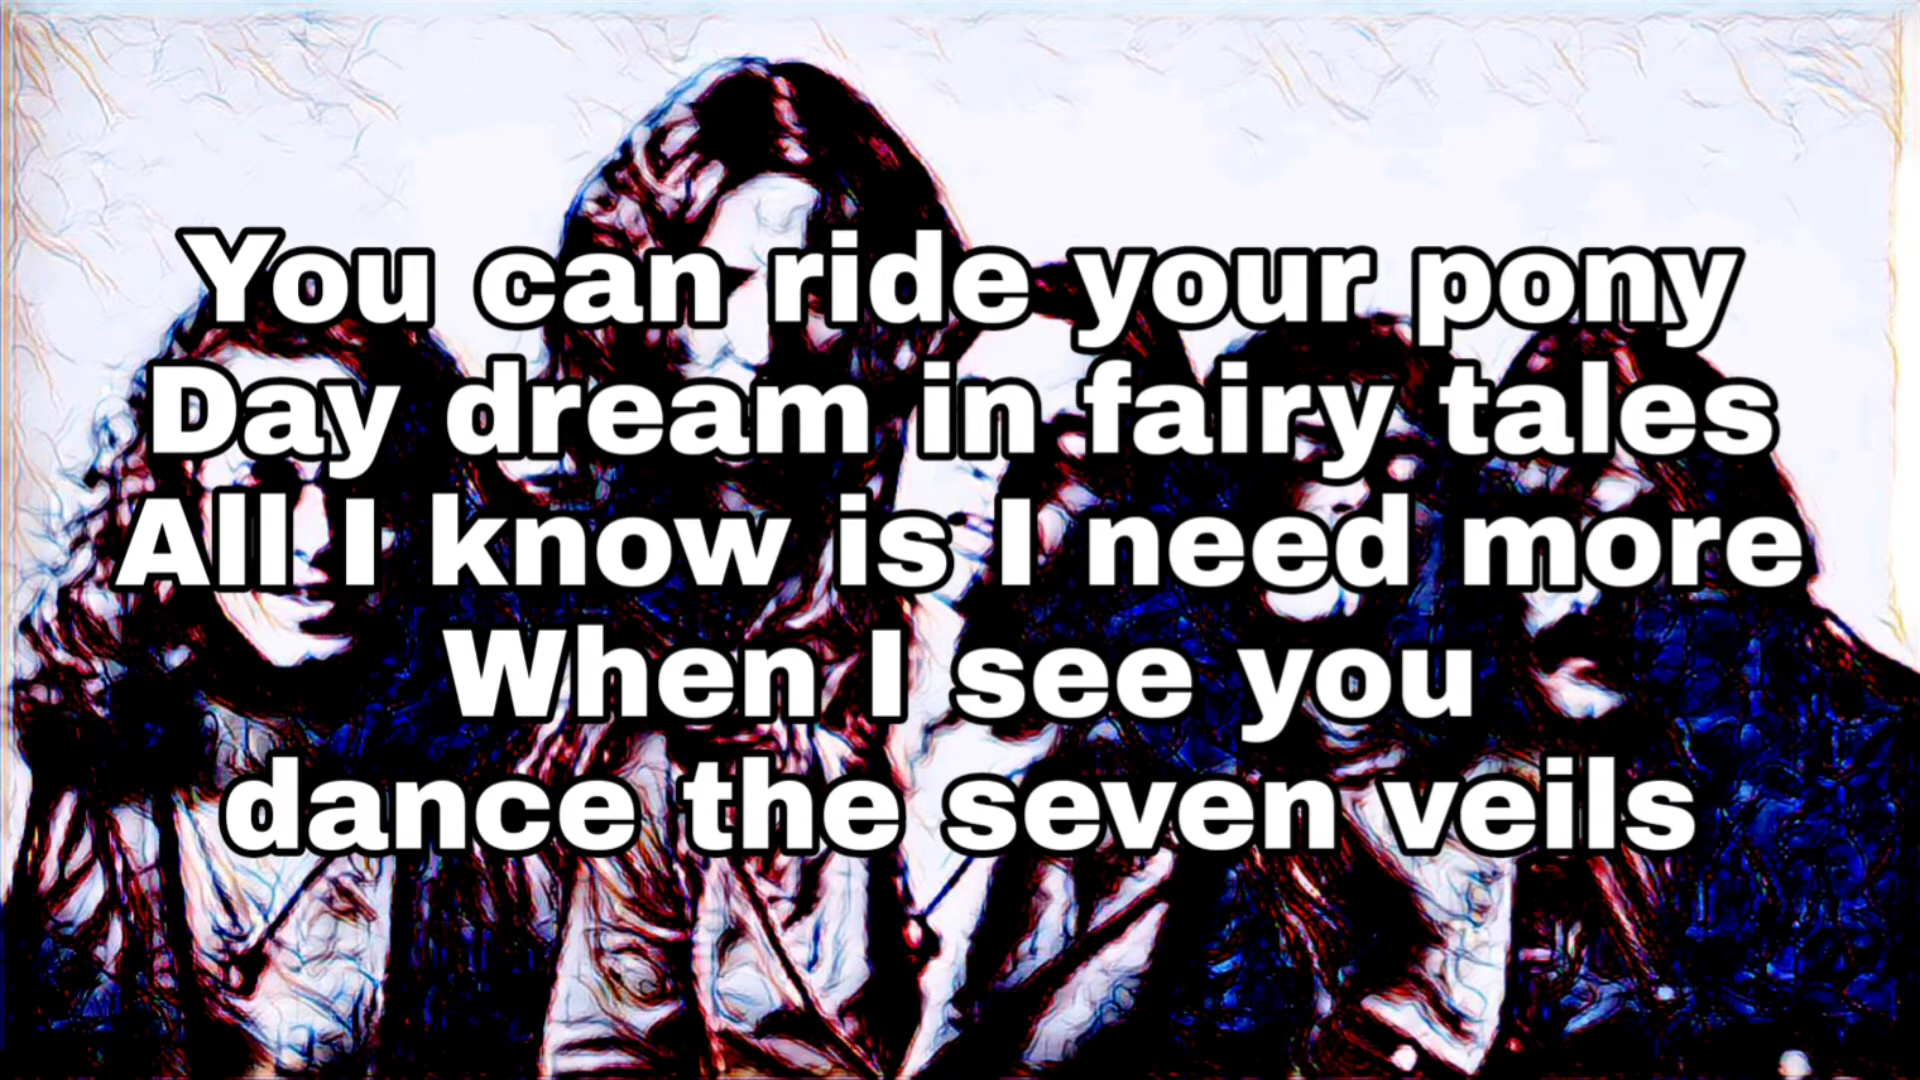 You can ride your pony
Day dream in fairy tales
All I know is I need more
When I see you
dance the seven veils